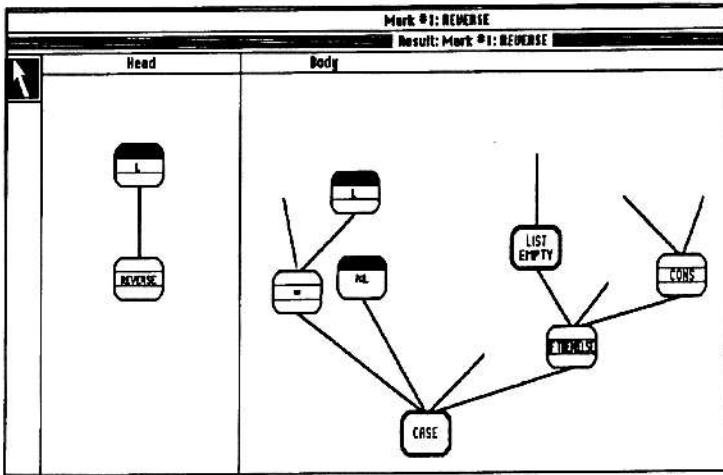 Mark #1: REVERSE
Result: Mark #1: REVERSE
Head
Body
L
L
LIST
EMPTY
CONS
REVERSE
=
NIL
CASE